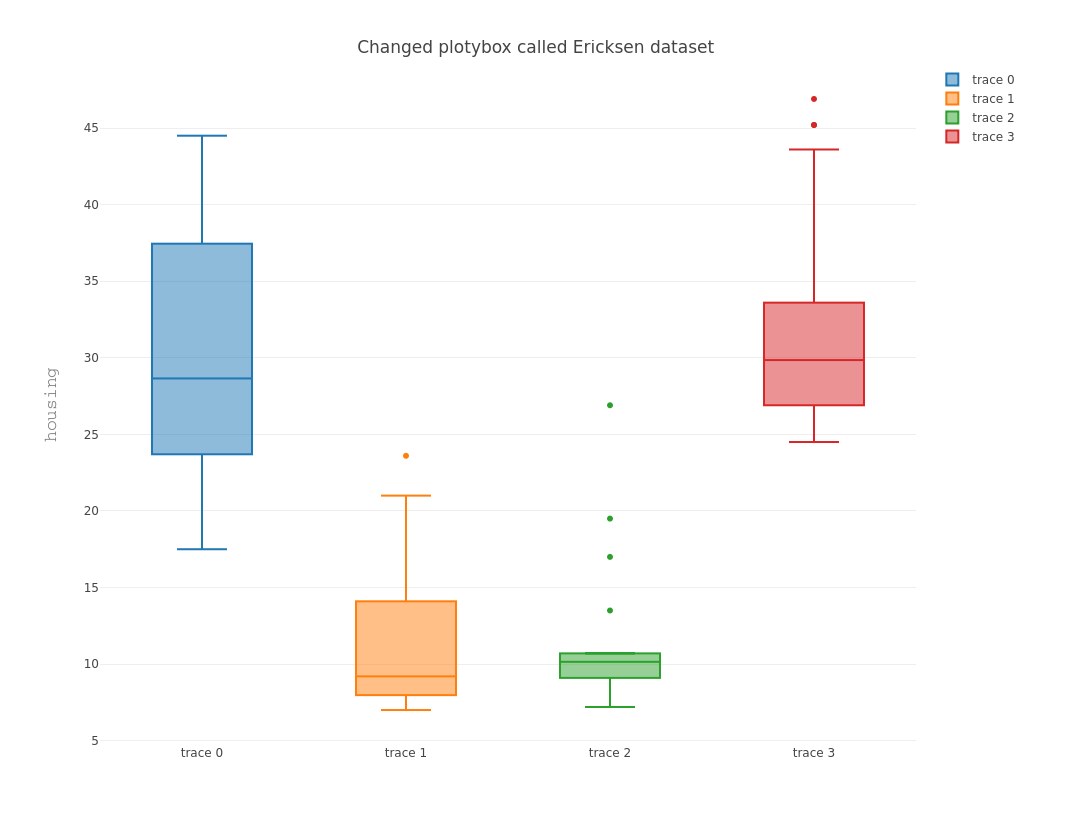 Changed plotybox called Ericksen dataset
trace 0
trace 1
trace 2
trace 3
45
40
35
30
25
20
15
10
5
housing
trace 0
trace 1
trace 2
trace 3